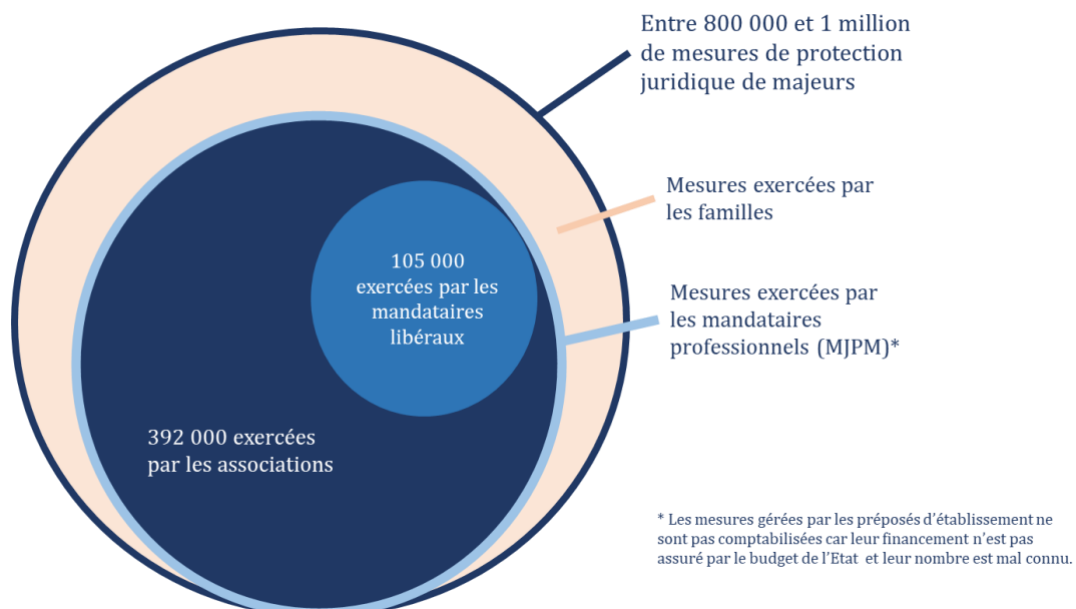 Entre 800 000 et 1 million
de mesures de protection
juridique de majeurs
Mesures exercées par
les familles
105 000
exercées par les
mandataires
libéraux
Mesures exercées par
les mandataires
professionnels (MJPM)*
392 000 exercées
par les associations
* Les mesures gérées par les préposés d'établissement ne
sont pas comptabilisées car leur financement n'est pas
assuré par le budget de l'Etat et leur nombre est mal connu.